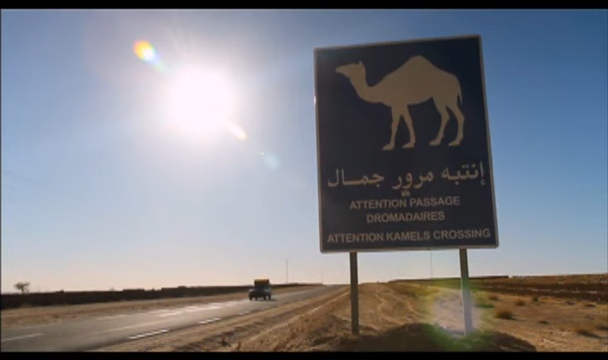 إنتبه مرور جمال
ATTENTION PASSAGE
DROMADAIRES
ATTENTION KAMELS CROSSING